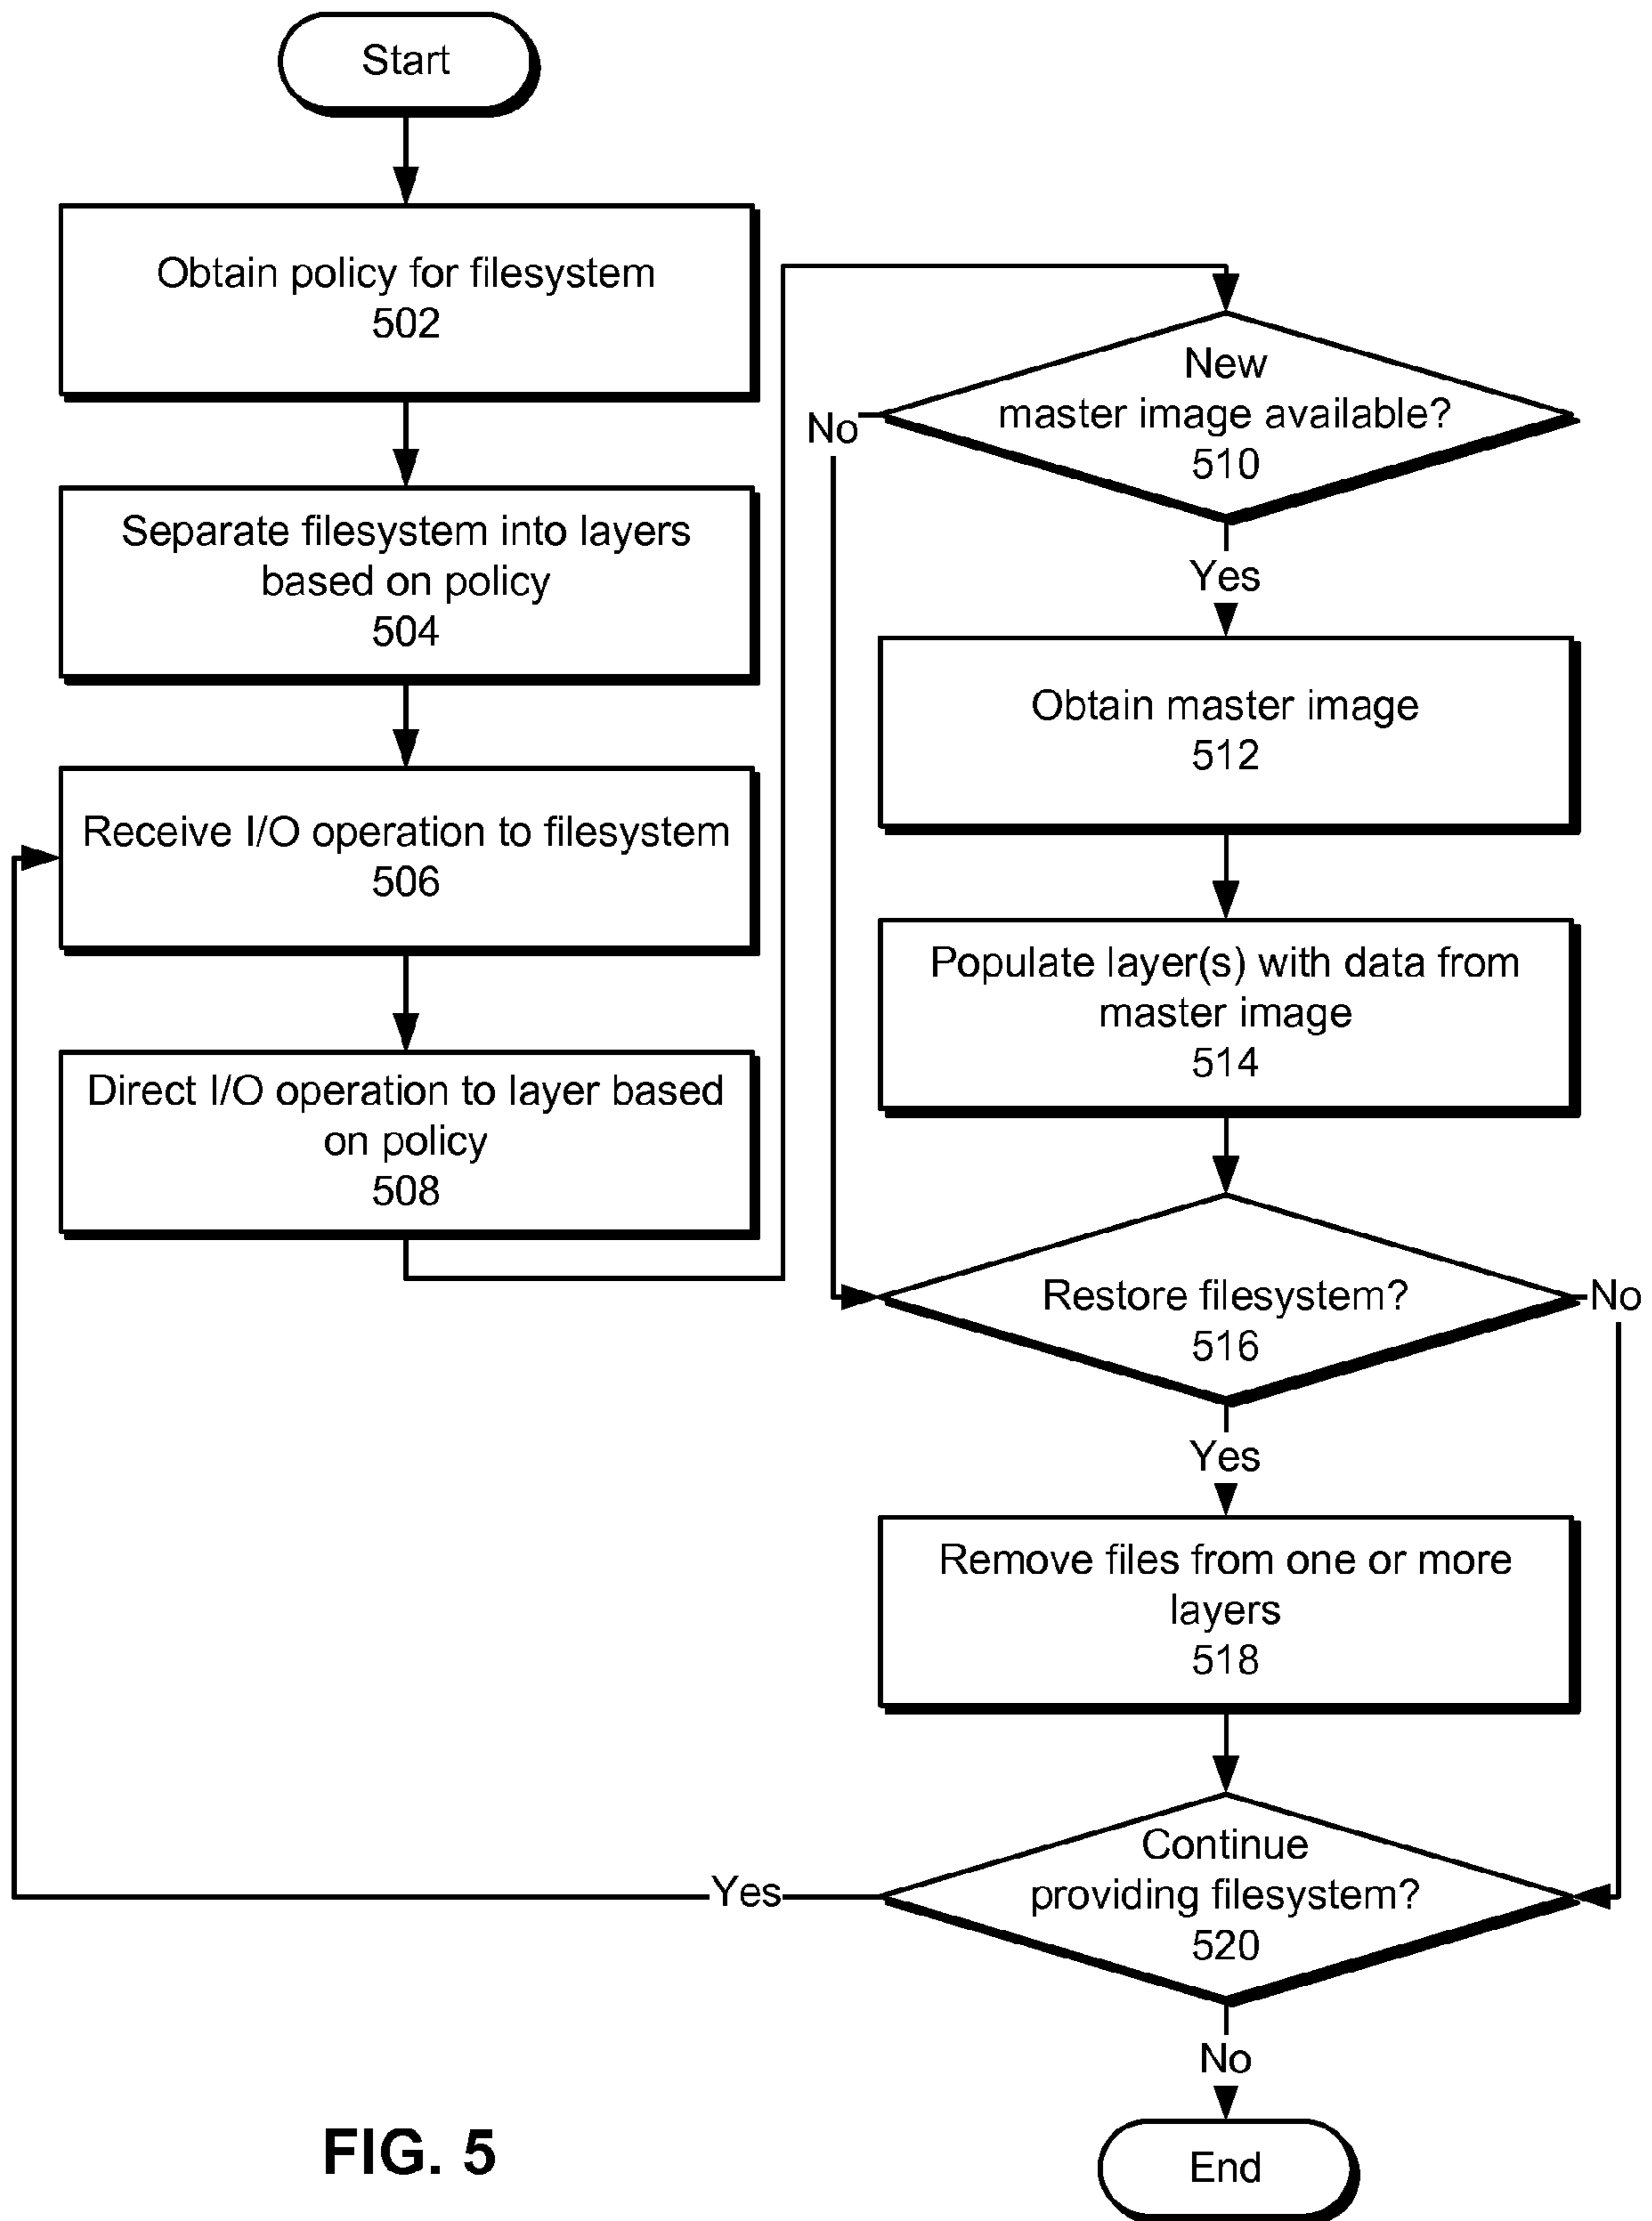 Start
Obtain policy for filesystem
502
Separate filesystem into layers
based on policy
504
Receive I/O operation to filesystem
506
Direct I/O operation to layer based
on policy
508
New
master image available?
510
No
Yes
Obtain master image
512
Populate layer(s) with data from
master image
514
Restore filesystem?
516
No
Yes
Remove files from one or more
layers
518
Continue
providing filesystem?
520
Yes
No
End
FIG. 5